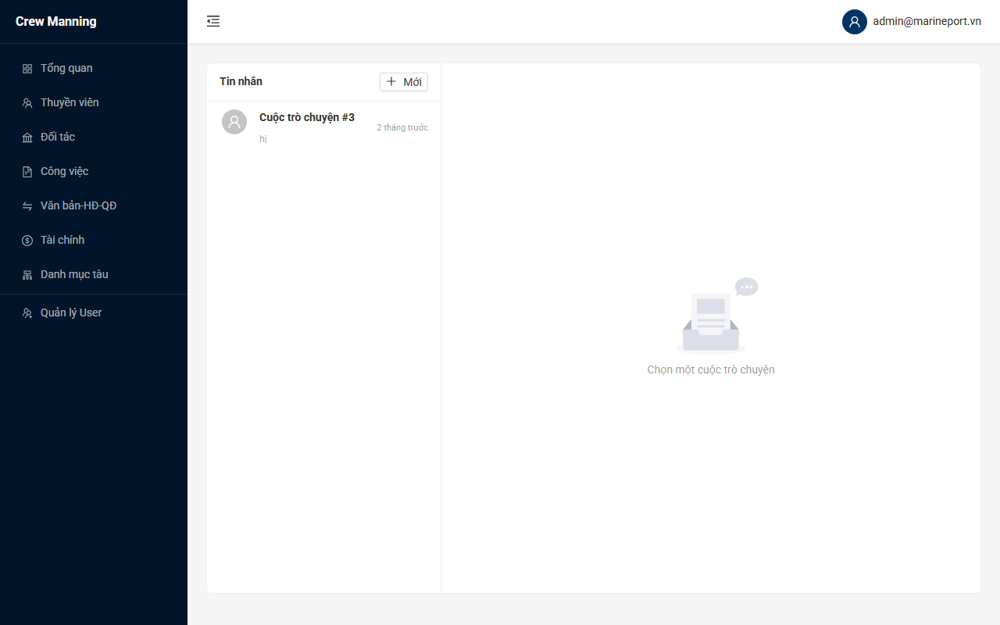 Crew Manning
admin@marineport.vn
Tổng quan
Thuyền viên
Đối tác
Công việc
Văn bản-HĐ-QĐ
Tài chính
Danh mục tàu
Quản lý User
Tin nhắn
Mới
Cuộc trò chuyện #3
2 tháng trước
hi
Chọn một cuộc trò chuyện